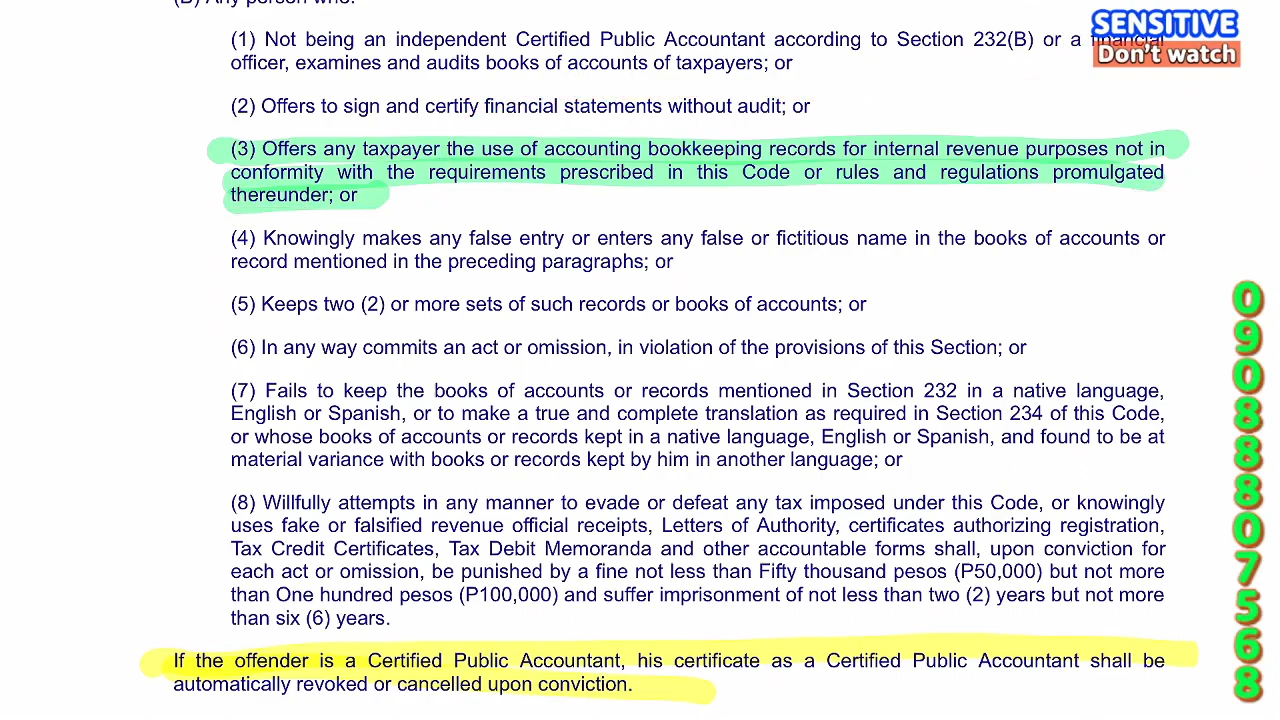 (B) Any person who:
SENSITIVE
Don't watch
(1) Not being an independent Certified Public Accountant according to Section 232(B) or a financial
officer, examines and audits books of accounts of taxpayers; or
(2) Offers to sign and certify financial statements without audit; or
(3) Offers any taxpayer the use of accounting bookkeeping records for internal revenue purposes not in
conformity with the requirements prescribed in this Code or rules and regulations promulgated
thereunder; or
(4) Knowingly makes any false entry or enters any false or fictitious name in the books of accounts or
record mentioned in the preceding paragraphs; or
(5) Keeps two (2) or more sets of such records or books of accounts; or
(6) In any way commits an act or omission, in violation of the provisions of this Section; or
(7) Fails to keep the books of accounts or records mentioned in Section 232 in a native language,
English or Spanish, or to make a true and complete translation as required in Section 234 of this Code,
or whose books of accounts or records kept in a native language, English or Spanish, and found to be at
material variance with books or records kept by him in another language; or
(8) Willfully attempts in any manner to evade or defeat any tax imposed under this Code, or knowingly
uses fake or falsified revenue official receipts, Letters of Authority, certificates authorizing registration,
Tax Credit Certificates, Tax Debit Memoranda and other accountable forms shall, upon conviction for
each act or omission, be punished by a fine not less than Fifty thousand pesos (P50,000) but not more
than One hundred pesos (P100,000) and suffer imprisonment of not less than two (2) years but not more
than six (6) years.
If the offender is a Certified Public Accountant, his certificate as a Certified Public Accountant shall be
automatically revoked or cancelled upon conviction.
09088807568